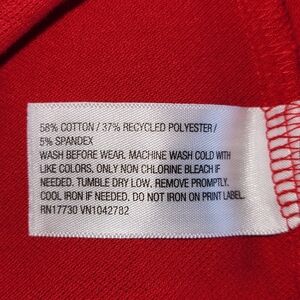 58% COTTON / 37% RECYCLED POLYESTER /
5% SPANDEX
WASH BEFORE WEAR. MACHINE WASH COLD WITH
LIKE COLORS. ONLY NON CHLORINE BLEACH IF
NEEDED. TUMBLE DRY LOW. REMOVE PROMPTLY.
COOL IRON IF NEEDED. DO NOT IRON ON PRINT LABEL.
RN17730 VN1042782